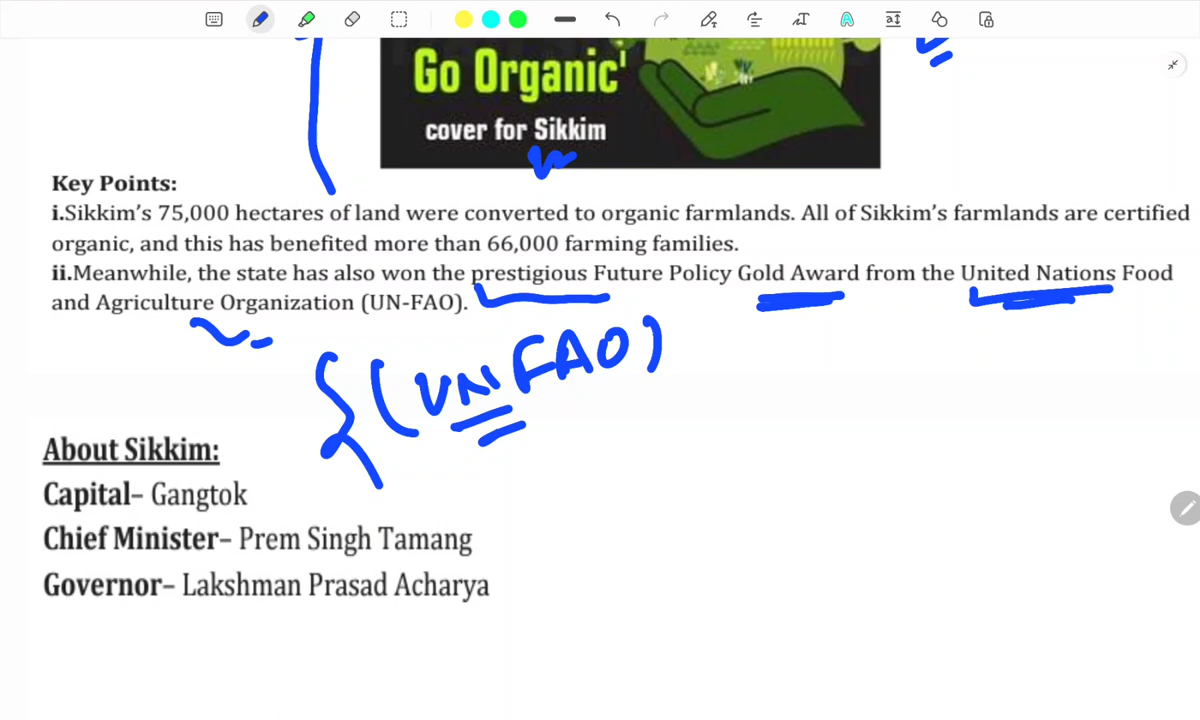 Go Organic'
cover for Sikkim
Key Points:
i.Sikkim's 75,000 hectares of land were converted to organic farmlands. All of Sikkim's farmlands are certified
organic, and this has benefited more than 66,000 farming families.
ii.Meanwhile, the state has also won the prestigious Future Policy Gold Award from the United Nations Food
and Agriculture Organization (UN-FAO).
(UN FAO)
About Sikkim:
Capital– Gangtok
Chief Minister– Prem Singh Tamang
Governor– Lakshman Prasad Acharya